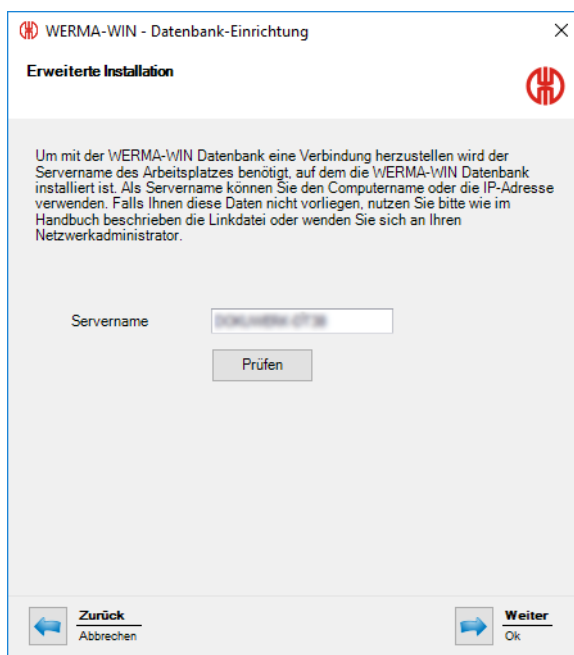 WERMA-WIN - Datenbank-Einrichtung
Erweiterte Installation
Um mit der WERMA-WIN Datenbank eine Verbindung herzustellen wird der
Servername des Arbeitsplatzes benötigt, auf dem die WERMA-WIN Datenbank
installiert ist. Als Servername können Sie den Computername oder die IP-Adresse
verwenden. Falls Ihnen diese Daten nicht vorliegen, nutzen Sie bitte wie im
Handbuch beschrieben die Linkdatei oder wenden Sie sich an Ihren
Netzwerkadministrator.
Servername
Prüfen
Zurück
Abbrechen
Weiter
Ok